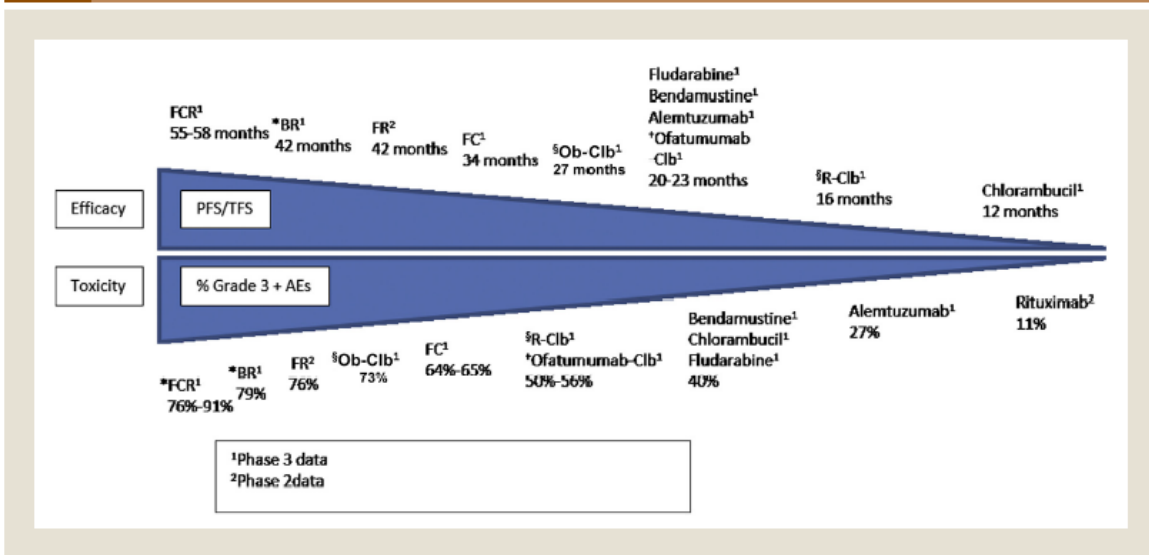 FCR¹
55-58 months
*BR¹
42 months
FR²
42 months
FC¹
34 months
§Ob-Clb¹
27 months
Fludarabine¹
Bendamustine¹
Alemtuzumab¹
⁺Ofatumumab
-Clb¹
20-23 months
§R-Clb¹
16 months
Chlorambucil¹
12 months
Efficacy
PFS/TFS
Toxicity
% Grade 3 + AEs
*FCR¹
76%-91%
*BR¹
79%
FR²
76%
§Ob-Clb¹
73%
FC¹
64%-65%
§R-Clb¹
⁺Ofatumumab-Clb¹
50%-56%
Bendamustine¹
Chlorambucil¹
Fludarabine¹
40%
Alemtuzumab¹
27%
Rituximab²
11%
¹Phase 3 data
²Phase 2data